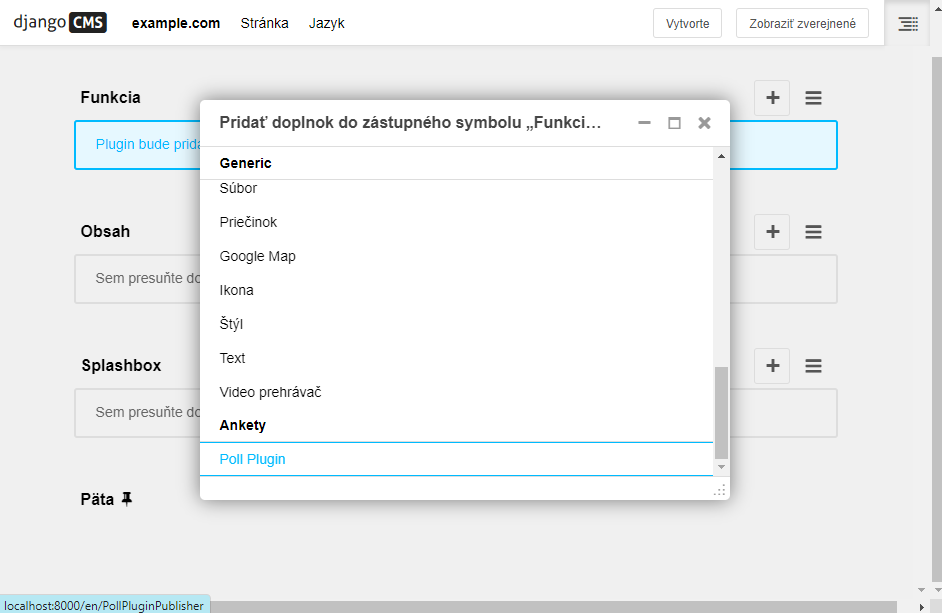 django CMS example.com Stránka Jazyk Vytvorte Zobraziť zverejnené
Funkcia
Pridať doplnok do zástupného symbolu „Funkci…
Plugin bude prida
Generic
Súbor
Priečinok
Obsah
Google Map
Sem presuňte do
Ikona
Štýl
Text
Splashbox
Video prehrávač
Sem presuňte do
Ankety
Poll Plugin
Päta
localhost:8000/en/PollPluginPublisher